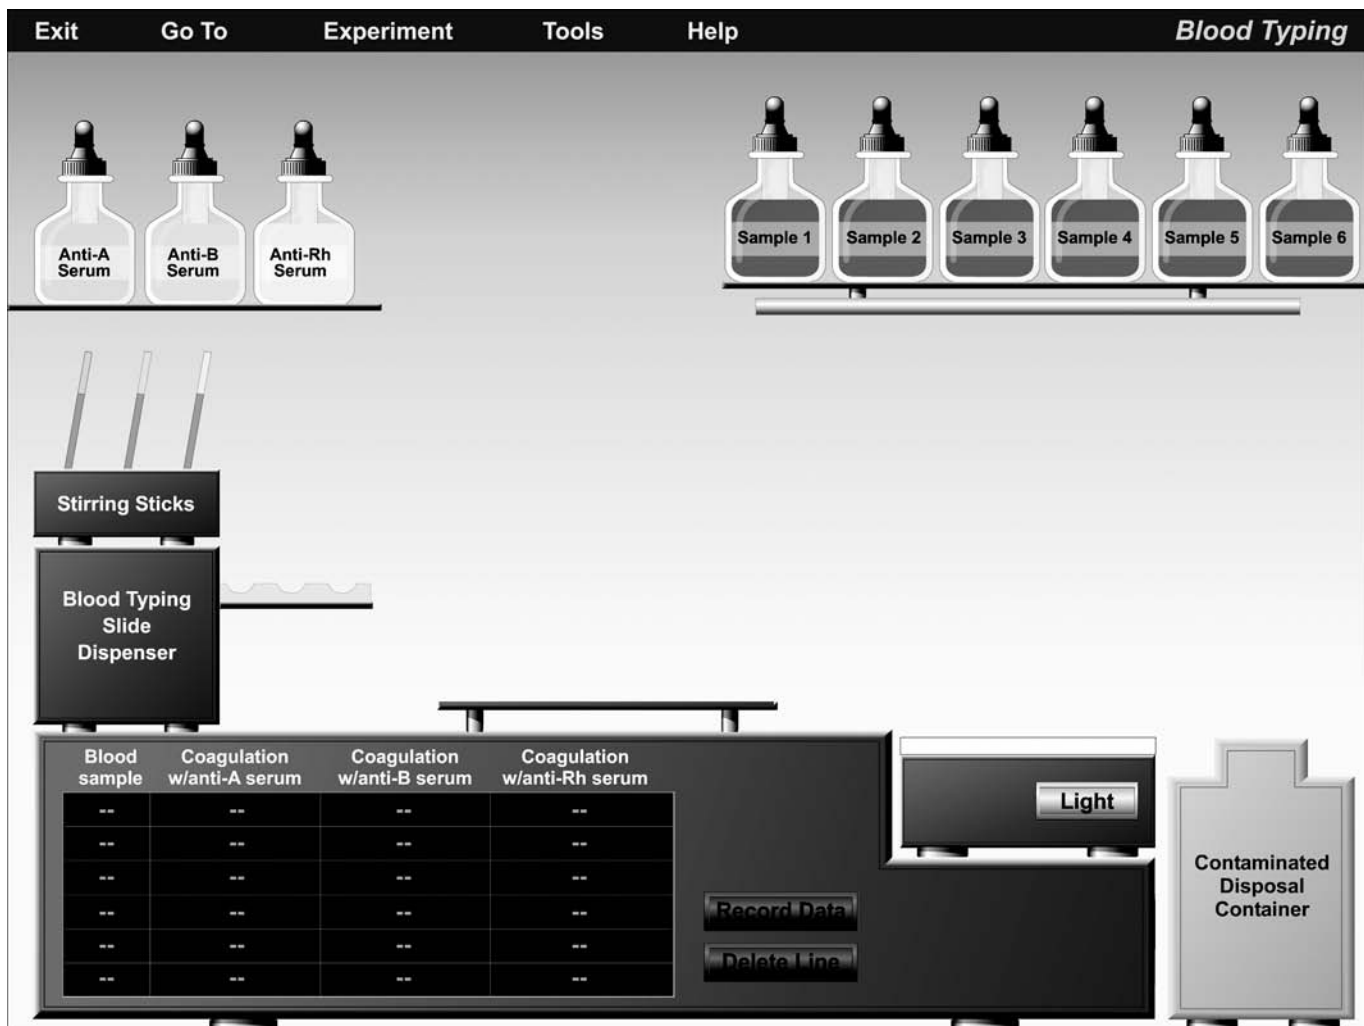 Exit Go To Experiment Tools Help Blood Typing
Sample 1 Sample 2 Sample 3 Sample 4 Sample 5 Sample 6
Anti-A Serum
Anti-B Serum
Anti-Rh Serum
Stirring Sticks
Blood Typing
Slide
Dispenser
Blood sample
Coagulation w/anti-A serum
Coagulation w/anti-B serum
Coagulation w/anti-Rh serum
-- -- -- --
-- -- -- --
-- -- -- --
-- -- -- --
-- -- -- --
-- -- -- --
Record Data
Delete Line
Light
Contaminated
Disposal
Container